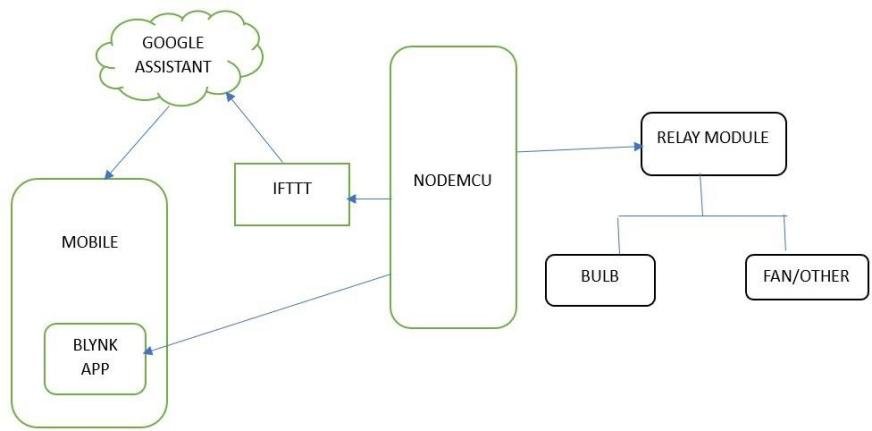 GOOGLE
ASSISTANT
IFTTT
NODEMCU
RELAY MODULE
MOBILE
BULB
FAN/OTHER
BLYNK
APP